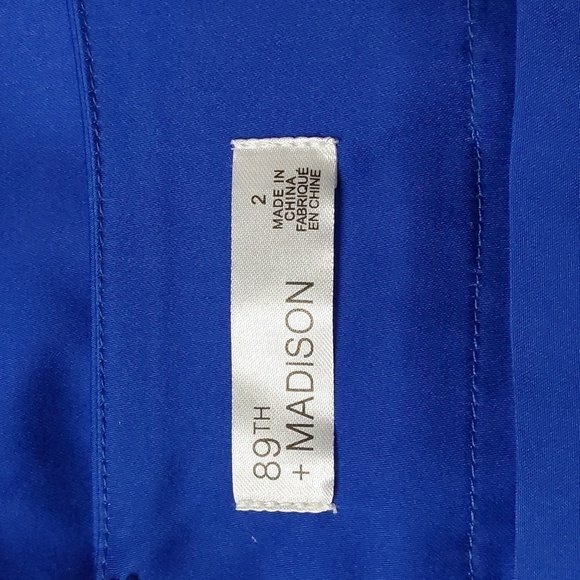 89TH
+ MADISON
2
MADE IN
CHINA
FABRIQUÉ
EN CHINE